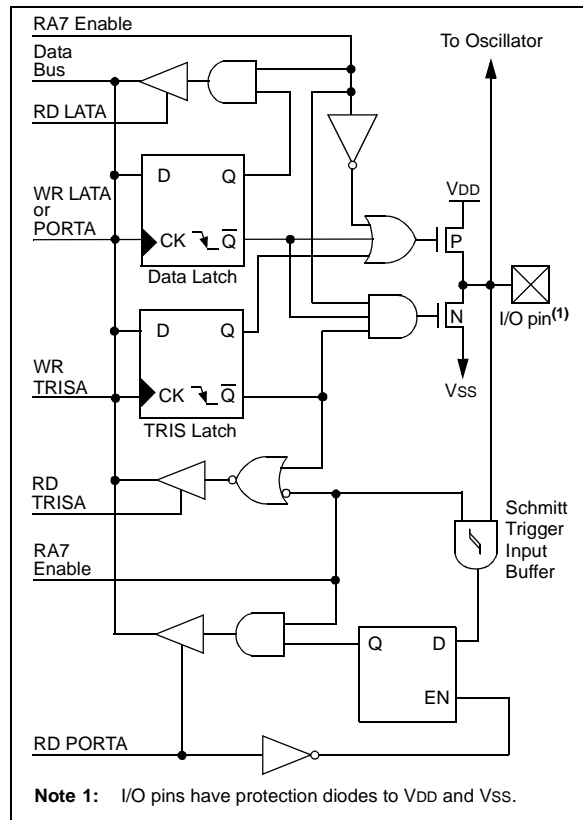 RA7 Enable
Data
Bus
To Oscillator
RD LATA
D Q
WR LATA
or
PORTA
CK Q
Data Latch
VDD
P
D Q
N
I/O pin(1)
WR
TRISA
CK Q
TRIS Latch
VSS
RD
TRISA
Schmitt
Trigger
Input
Buffer
RA7
Enable
Q D
EN
RD PORTA
Note 1: I/O pins have protection diodes to VDD and VSS.